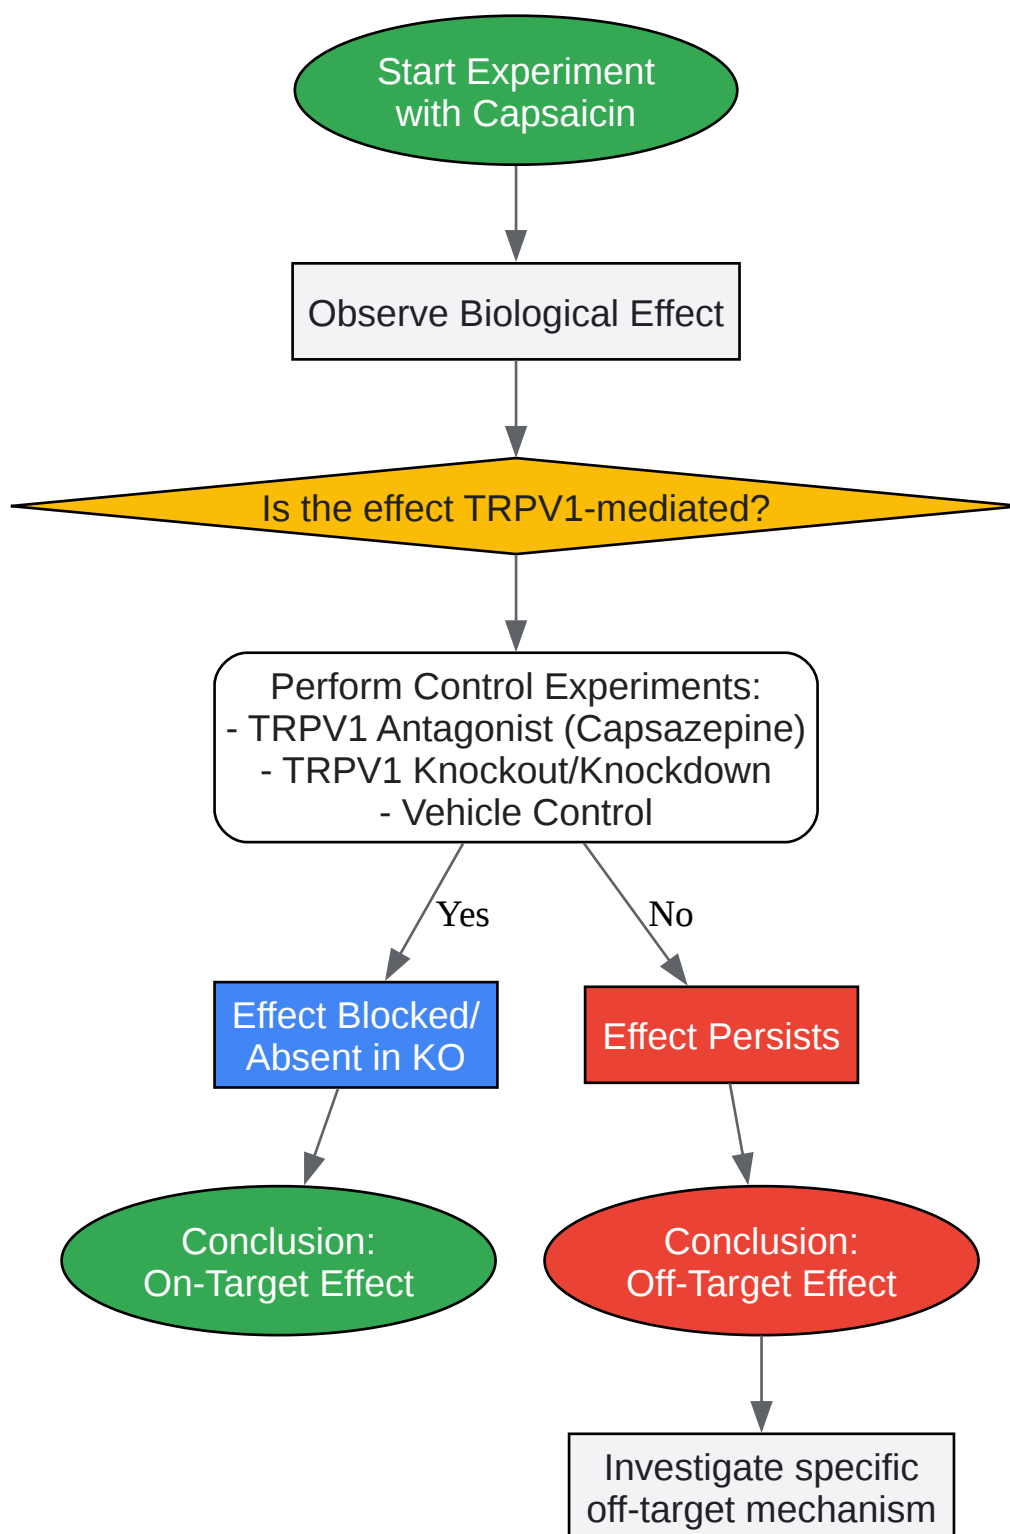 Start Experiment
with Capsaicin
Observe Biological Effect
Is the effect TRPV1-mediated?
Perform Control Experiments:
- TRPV1 Antagonist (Capsazepine)
- TRPV1 Knockout/Knockdown
- Vehicle Control
Yes
No
Effect Blocked/
Absent in KO
Effect Persists
Conclusion:
On-Target Effect
Conclusion:
Off-Target Effect
Investigate specific
off-target mechanism